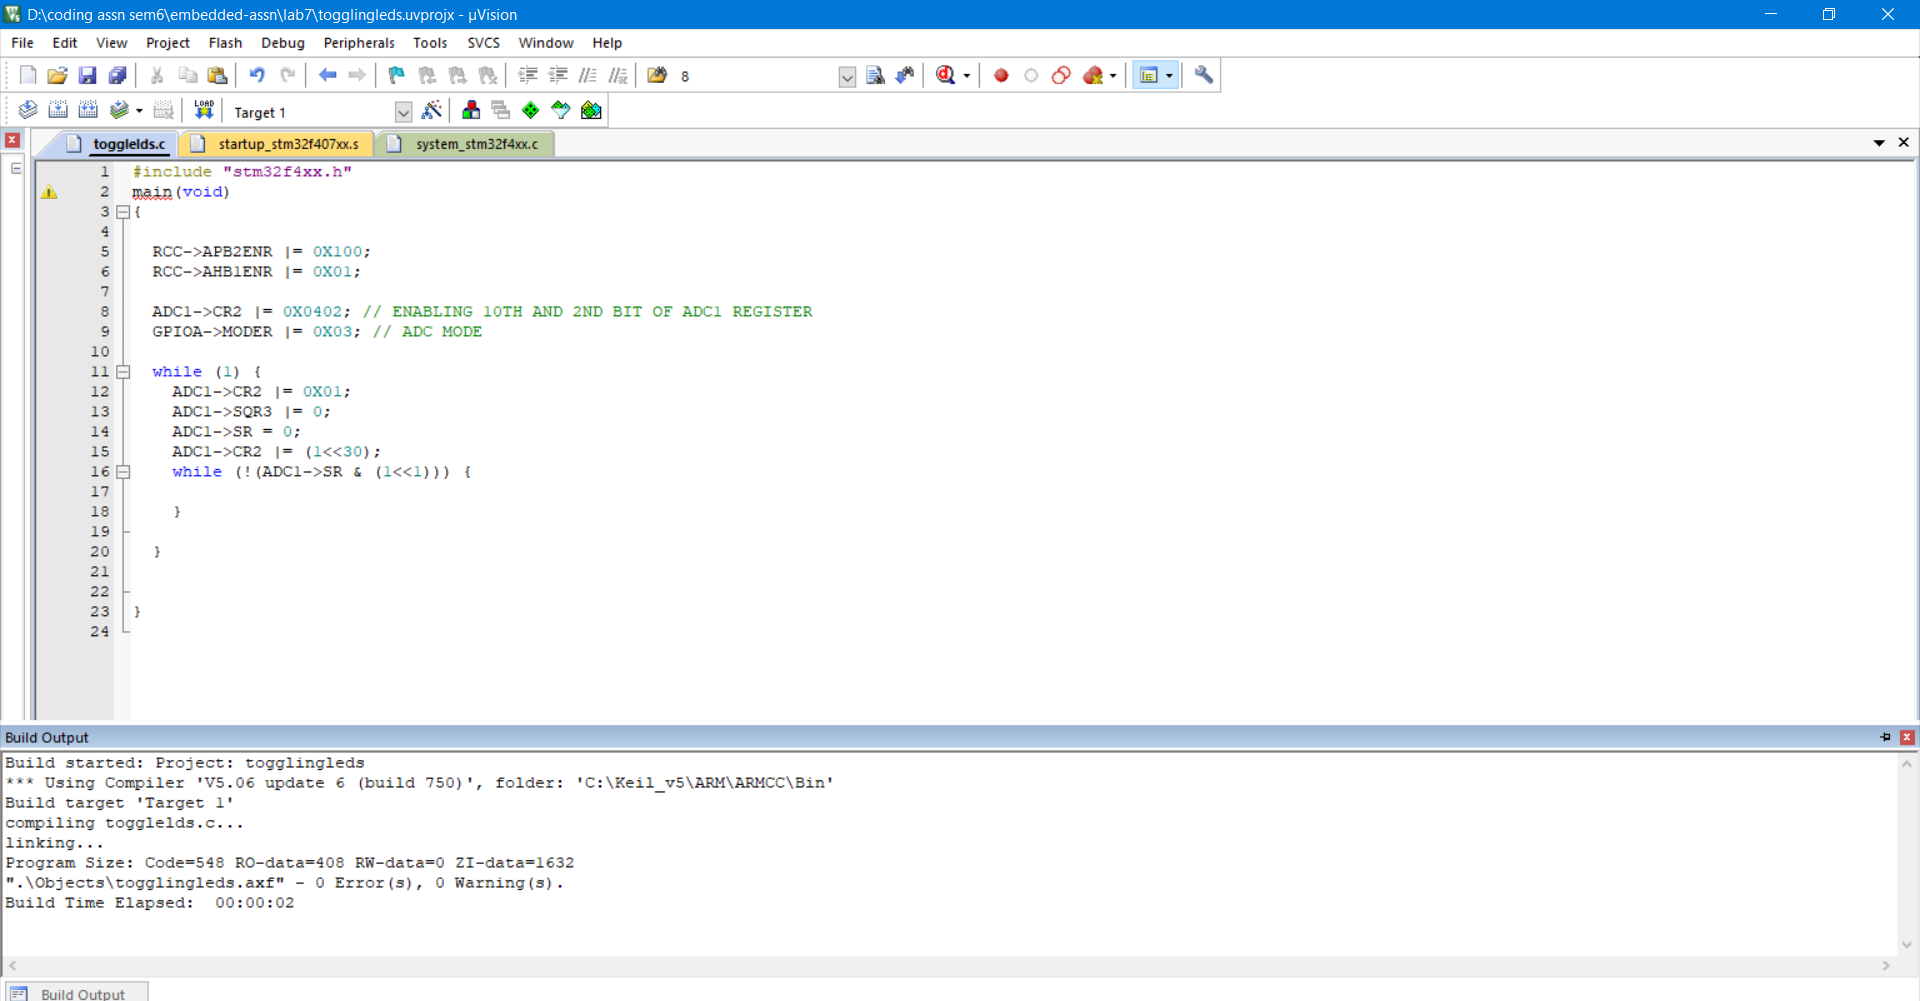 D:\coding assn sem6\embedded-assn\lab7\togglingleds.uvprojx - µVision
File Edit View Project Flash Debug Peripherals Tools SVCS Window Help
8
LOAD Target 1
togglelds.c startup_stm32f407xx.s system_stm32f4xx.c
1 #include "stm32f4xx.h"
2 main(void)
3 {
4
5 RCC->APB2ENR |= 0X100;
6 RCC->AHB1ENR |= 0X01;
7
8 ADC1->CR2 |= 0X0402; // ENABLING 10TH AND 2ND BIT OF ADC1 REGISTER
9 GPIOA->MODER |= 0X03; // ADC MODE
10
11 while (1) {
12 ADC1->CR2 |= 0X01;
13 ADC1->SQR3 |= 0;
14 ADC1->SR = 0;
15 ADC1->CR2 |= (1<<30);
16 while (!(ADC1->SR & (1<<1))) {
17
18 }
19
20 }
21
22
23 }
24
Build Output
Build started: Project: togglingleds
*** Using Compiler 'V5.06 update 6 (build 750)', folder: 'C:\Keil_v5\ARM\ARMCC\Bin'
Build target 'Target 1'
compiling togglelds.c...
linking...
Program Size: Code=548 RO-data=408 RW-data=0 ZI-data=1632
".\Objects\togglingleds.axf" - 0 Error(s), 0 Warning(s).
Build Time Elapsed:  00:00:02
Build Output